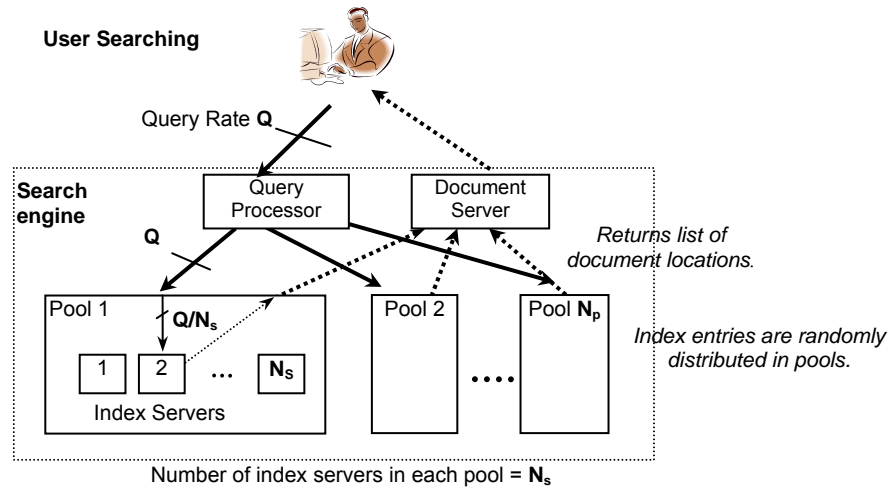 User Searching
Query Rate Q
Search
engine
Query
Processor
Document
Server
Q
Returns list of
document locations.
Pool 1
Q/Ns
Pool 2
Pool Np
Index entries are randomly
distributed in pools.
1
2
...
NS
....
Index Servers
Number of index servers in each pool = Ns